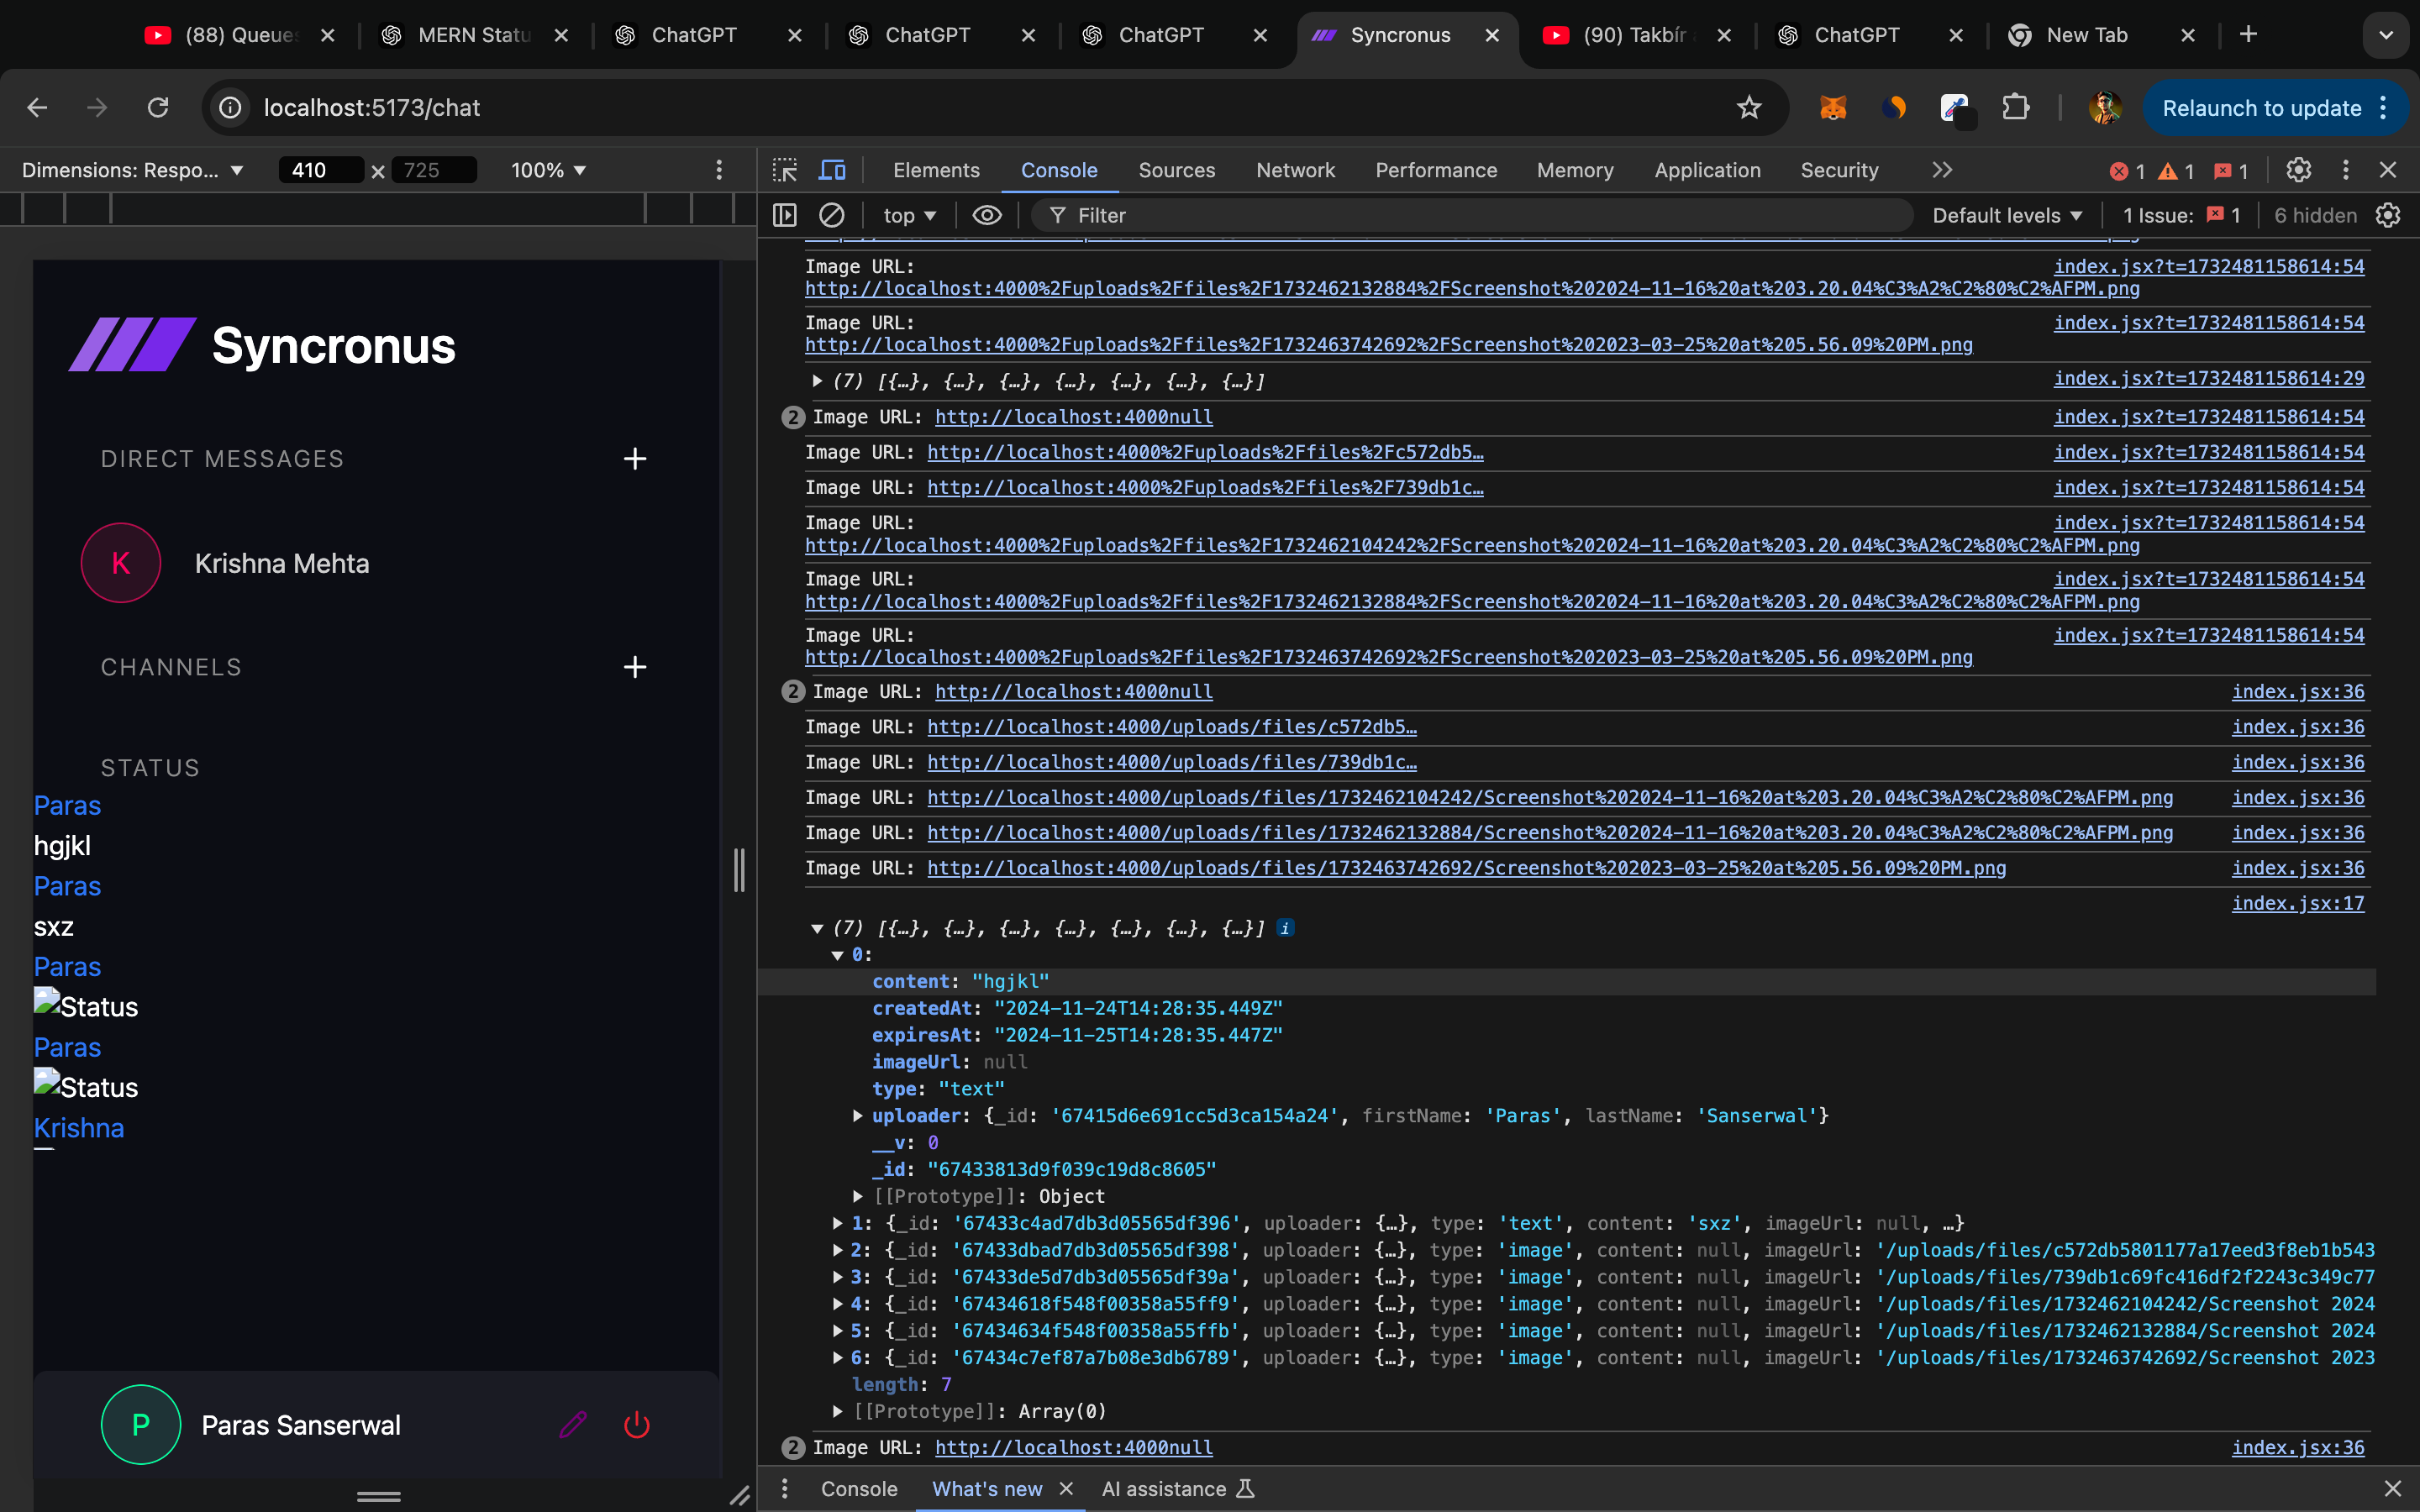 (88) Queue
MERN Statu
ChatGPT
ChatGPT
ChatGPT
Syncronus
(90) Takbír
ChatGPT
New Tab
localhost:5173/chat
Relaunch to update
Dimensions: Respo... ▼ 410 × 725 100% ▼
Elements Console Sources Network Performance Memory Application Security 1 1 1
top ▼ Filter Default levels ▼ 1 Issue: 1 6 hidden
Syncronus
DIRECT MESSAGES +
K Krishna Mehta
CHANNELS +
STATUS
Paras
hgjkl
Paras
sxz
Paras
Status
Paras
Status
Krishna
P Paras Sanserwal
Image URL: index.jsx?t=1732481158614:54
http://localhost:4000%2Fuploads%2Ffiles%2F1732462132884%2FScreenshot%202024-11-16%20at%203.20.04%C3%A2%C2%80%C2%AFPM.png
Image URL: index.jsx?t=1732481158614:54
http://localhost:4000%2Fuploads%2Ffiles%2F1732463742692%2FScreenshot%202023-03-25%20at%205.56.09%20PM.png
▶ (7) [{…}, {…}, {…}, {…}, {…}, {…}, {…}] index.jsx?t=1732481158614:29
2 Image URL: http://localhost:4000null index.jsx?t=1732481158614:54
Image URL: http://localhost:4000%2Fuploads%2Ffiles%2Fc572db5… index.jsx?t=1732481158614:54
Image URL: http://localhost:4000%2Fuploads%2Ffiles%2F739db1c… index.jsx?t=1732481158614:54
Image URL: index.jsx?t=1732481158614:54
http://localhost:4000%2Fuploads%2Ffiles%2F1732462104242%2FScreenshot%202024-11-16%20at%203.20.04%C3%A2%C2%80%C2%AFPM.png
Image URL: index.jsx?t=1732481158614:54
http://localhost:4000%2Fuploads%2Ffiles%2F1732462132884%2FScreenshot%202024-11-16%20at%203.20.04%C3%A2%C2%80%C2%AFPM.png
Image URL: index.jsx?t=1732481158614:54
http://localhost:4000%2Fuploads%2Ffiles%2F1732463742692%2FScreenshot%202023-03-25%20at%205.56.09%20PM.png
2 Image URL: http://localhost:4000null index.jsx:36
Image URL: http://localhost:4000/uploads/files/c572db5… index.jsx:36
Image URL: http://localhost:4000/uploads/files/739db1c… index.jsx:36
Image URL: http://localhost:4000/uploads/files/1732462104242/Screenshot%202024-11-16%20at%203.20.04%C3%A2%C2%80%C2%AFPM.png index.jsx:36
Image URL: http://localhost:4000/uploads/files/1732462132884/Screenshot%202024-11-16%20at%203.20.04%C3%A2%C2%80%C2%AFPM.png index.jsx:36
Image URL: http://localhost:4000/uploads/files/1732463742692/Screenshot%202023-03-25%20at%205.56.09%20PM.png index.jsx:36
index.jsx:17
▼ (7) [{…}, {…}, {…}, {…}, {…}, {…}, {…}] i
▼ 0:
content: "hgjkl"
createdAt: "2024-11-24T14:28:35.449Z"
expiresAt: "2024-11-25T14:28:35.447Z"
imageUrl: null
type: "text"
▶ uploader: {_id: '67415d6e691cc5d3ca154a24', firstName: 'Paras', lastName: 'Sanserwal'}
__v: 0
_id: "67433813d9f039c19d8c8605"
▶ [[Prototype]]: Object
▶ 1: {_id: '67433c4ad7db3d05565df396', uploader: {…}, type: 'text', content: 'sxz', imageUrl: null, …}
▶ 2: {_id: '67433dbad7db3d05565df398', uploader: {…}, type: 'image', content: null, imageUrl: '/uploads/files/c572db5801177a17eed3f8eb1b543
▶ 3: {_id: '67433de5d7db3d05565df39a', uploader: {…}, type: 'image', content: null, imageUrl: '/uploads/files/739db1c69fc416df2f2243c349c77
▶ 4: {_id: '67434618f548f00358a55ff9', uploader: {…}, type: 'image', content: null, imageUrl: '/uploads/files/1732462104242/Screenshot 2024
▶ 5: {_id: '67434634f548f00358a55ffb', uploader: {…}, type: 'image', content: null, imageUrl: '/uploads/files/1732462132884/Screenshot 2024
▶ 6: {_id: '67434c7ef87a7b08e3db6789', uploader: {…}, type: 'image', content: null, imageUrl: '/uploads/files/1732463742692/Screenshot 2023
length: 7
▶ [[Prototype]]: Array(0)
2 Image URL: http://localhost:4000null index.jsx:36
Console What's new AI assistance